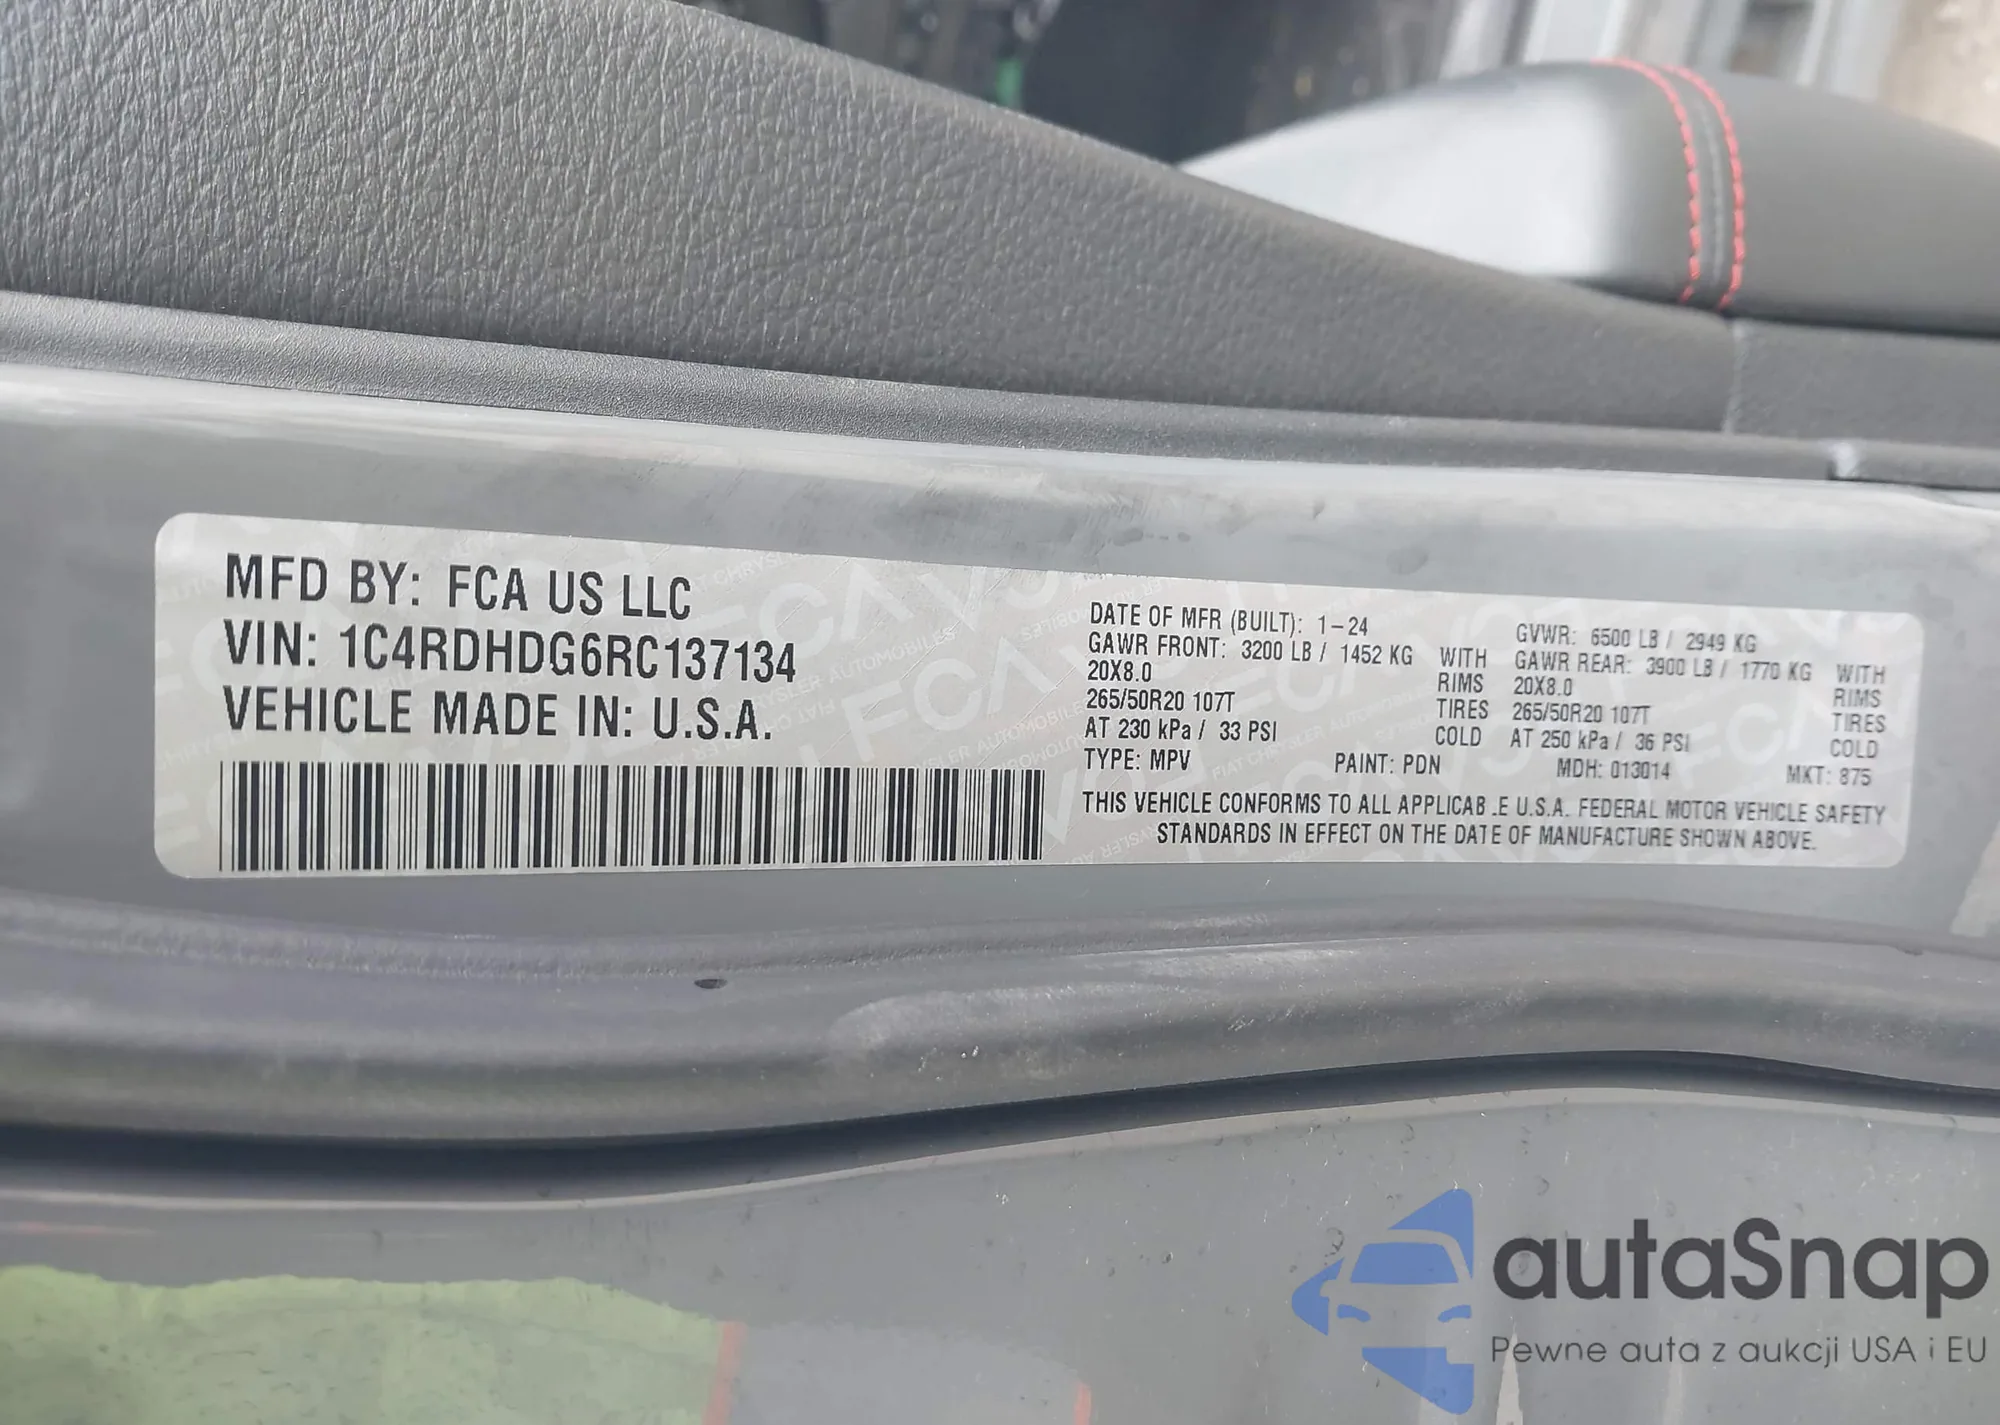 MFD BY: FCA US LLC
VIN: 1C4RDHDG6RC137134
VEHICLE MADE IN: U.S.A.
DATE OF MFR (BUILT): 1-24
GVWR: 6500 LB / 2949 KG
GAWR FRONT: 3200 LB / 1452 KG WITH
20X8.0 RIMS
265/50R20 107T TIRES
AT 230 kPa / 33 PSI COLD
GAWR REAR: 3900 LB / 1770 KG WITH
20X8.0 RIMS
265/50R20 107T TIRES
AT 250 kPa / 36 PSI COLD
TYPE: MPV PAINT: PDN MDH: 013014 MKT: 875
THIS VEHICLE CONFORMS TO ALL APPLICAB.E U.S.A. FEDERAL MOTOR VEHICLE SAFETY
STANDARDS IN EFFECT ON THE DATE OF MANUFACTURE SHOWN ABOVE.
autaSnap
Pewne auta z aukcji USA i EU